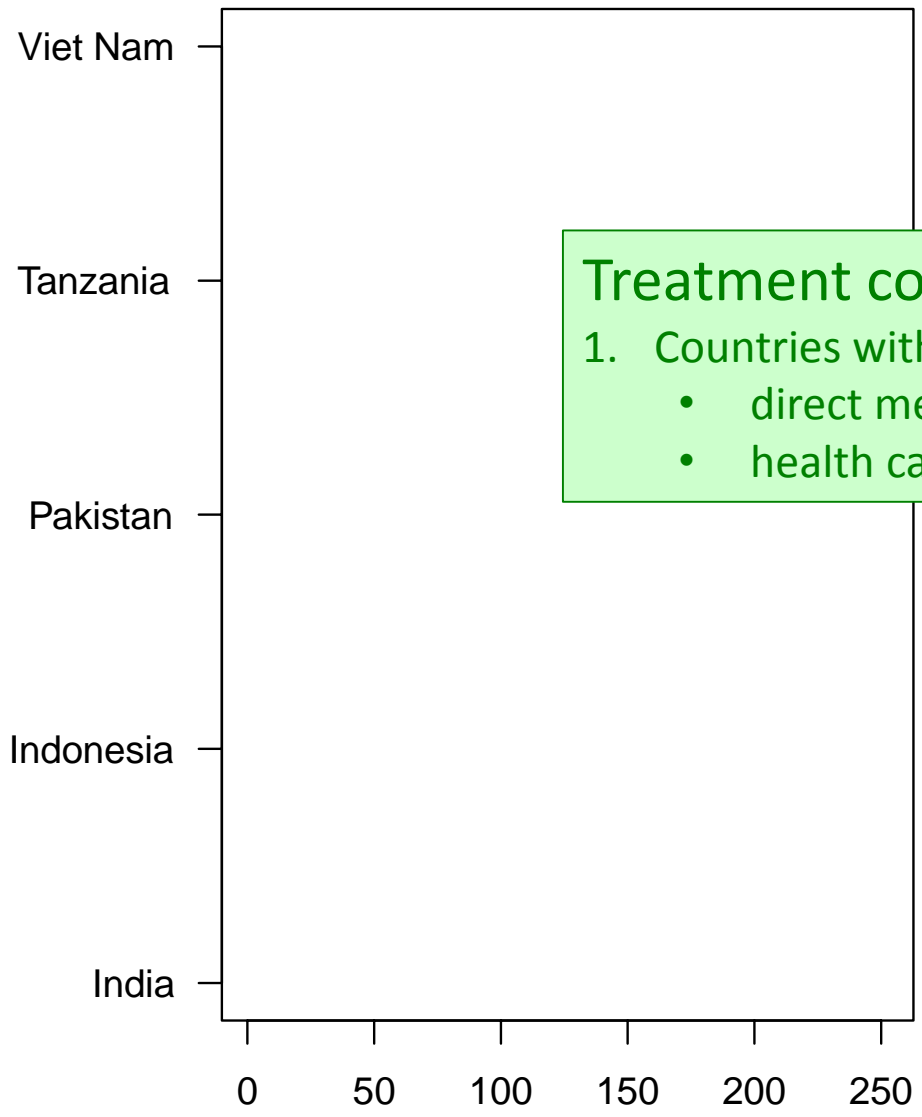 Viet Nam
Tanzania
Treatment co
1. Countries with
• direct me
• health ca
Pakistan
Indonesia
India
0 50 100 150 200 250